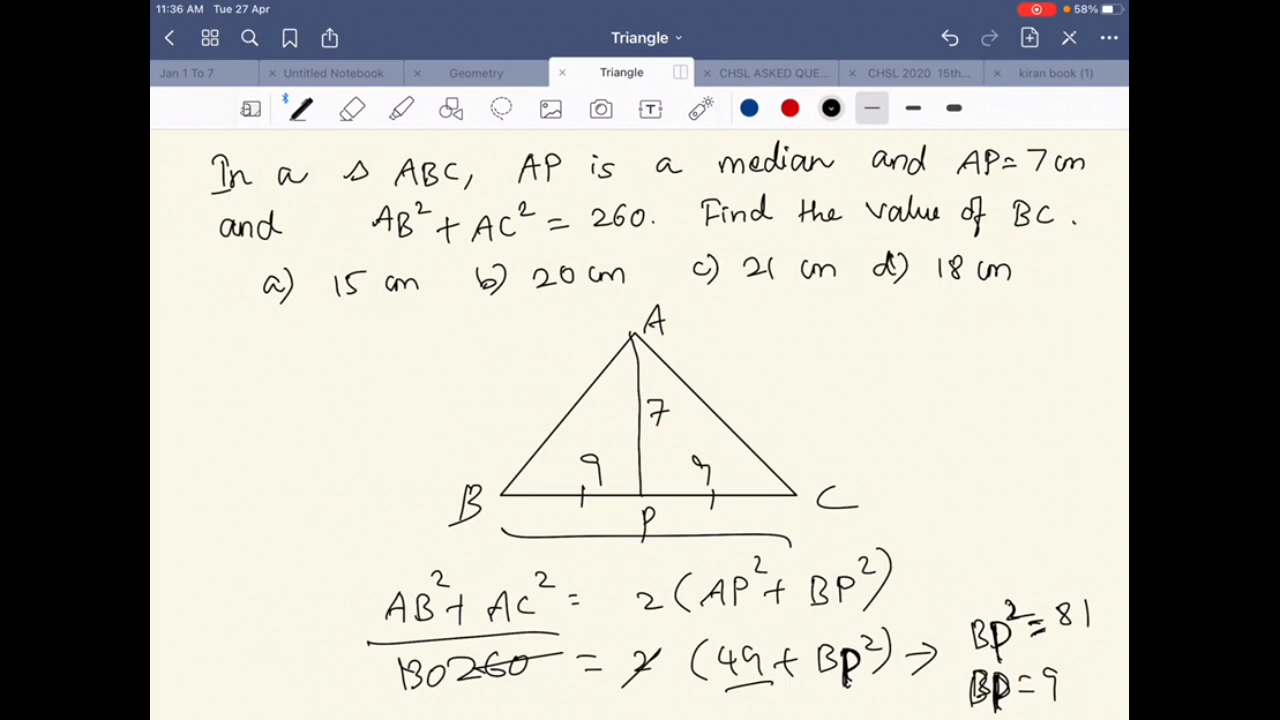 11:36 AM Tue 27 Apr 58%
Triangle
Jan 1 To 7 Untitled Notebook Geometry Triangle CHSL ASKED QUE... CHSL 2020 15th... kiran book (1)
In a △ ABC, AP is a median and AP = 7 cm
and AB² + AC² = 260. Find the value of BC.
a) 15 cm b) 20 cm c) 21 cm d) 18 cm
A
7
9 9
B P C
AB² + AC² = 2 (AP² + BP²)
130 260 = 2 (49 + BP²) → BP² = 81
BP = 9